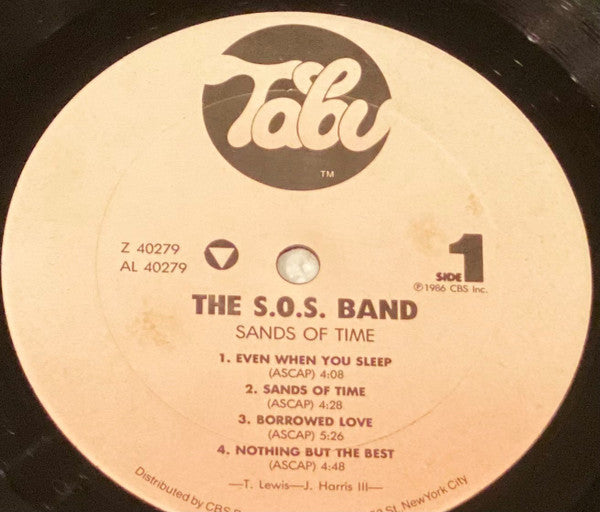 Tabu
TM
Z 40279
AL 40279
SIDE 1
℗1986 CBS Inc.
THE S.O.S. BAND
SANDS OF TIME
1. EVEN WHEN YOU SLEEP
(ASCAP) 4:08
2. SANDS OF TIME
(ASCAP) 4:28
3. BORROWED LOVE
(ASCAP) 5:26
4. NOTHING BUT THE BEST
(ASCAP) 4:48
—T. Lewis—J. Harris III—
Distributed by CBS
St. New York City